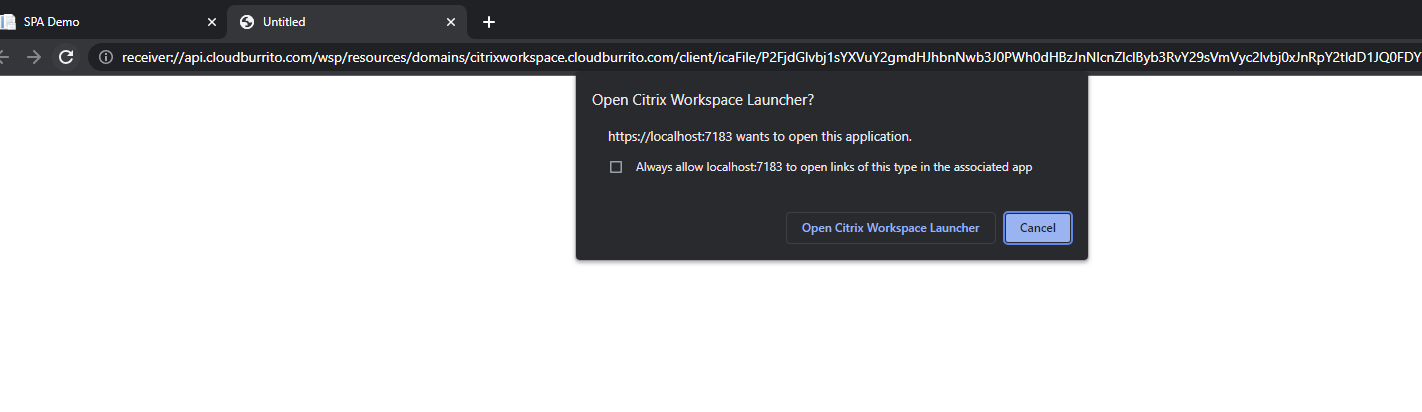 SPA Demo
Untitled
receiver://api.cloudburrito.com/wsp/resources/domains/citrixworkspace.cloudburrito.com/client/icaFile/P2FjdGlvbj1sYXVuY2gmdHJhbnNwb3J0PWh0dHBzJnNlcnZlclByb3RvY29sVmVyc2lvbj0xJnRpY2tldD1JQ0FDY
Open Citrix Workspace Launcher?
https://localhost:7183 wants to open this application.
Always allow localhost:7183 to open links of this type in the associated app
Open Citrix Workspace Launcher
Cancel